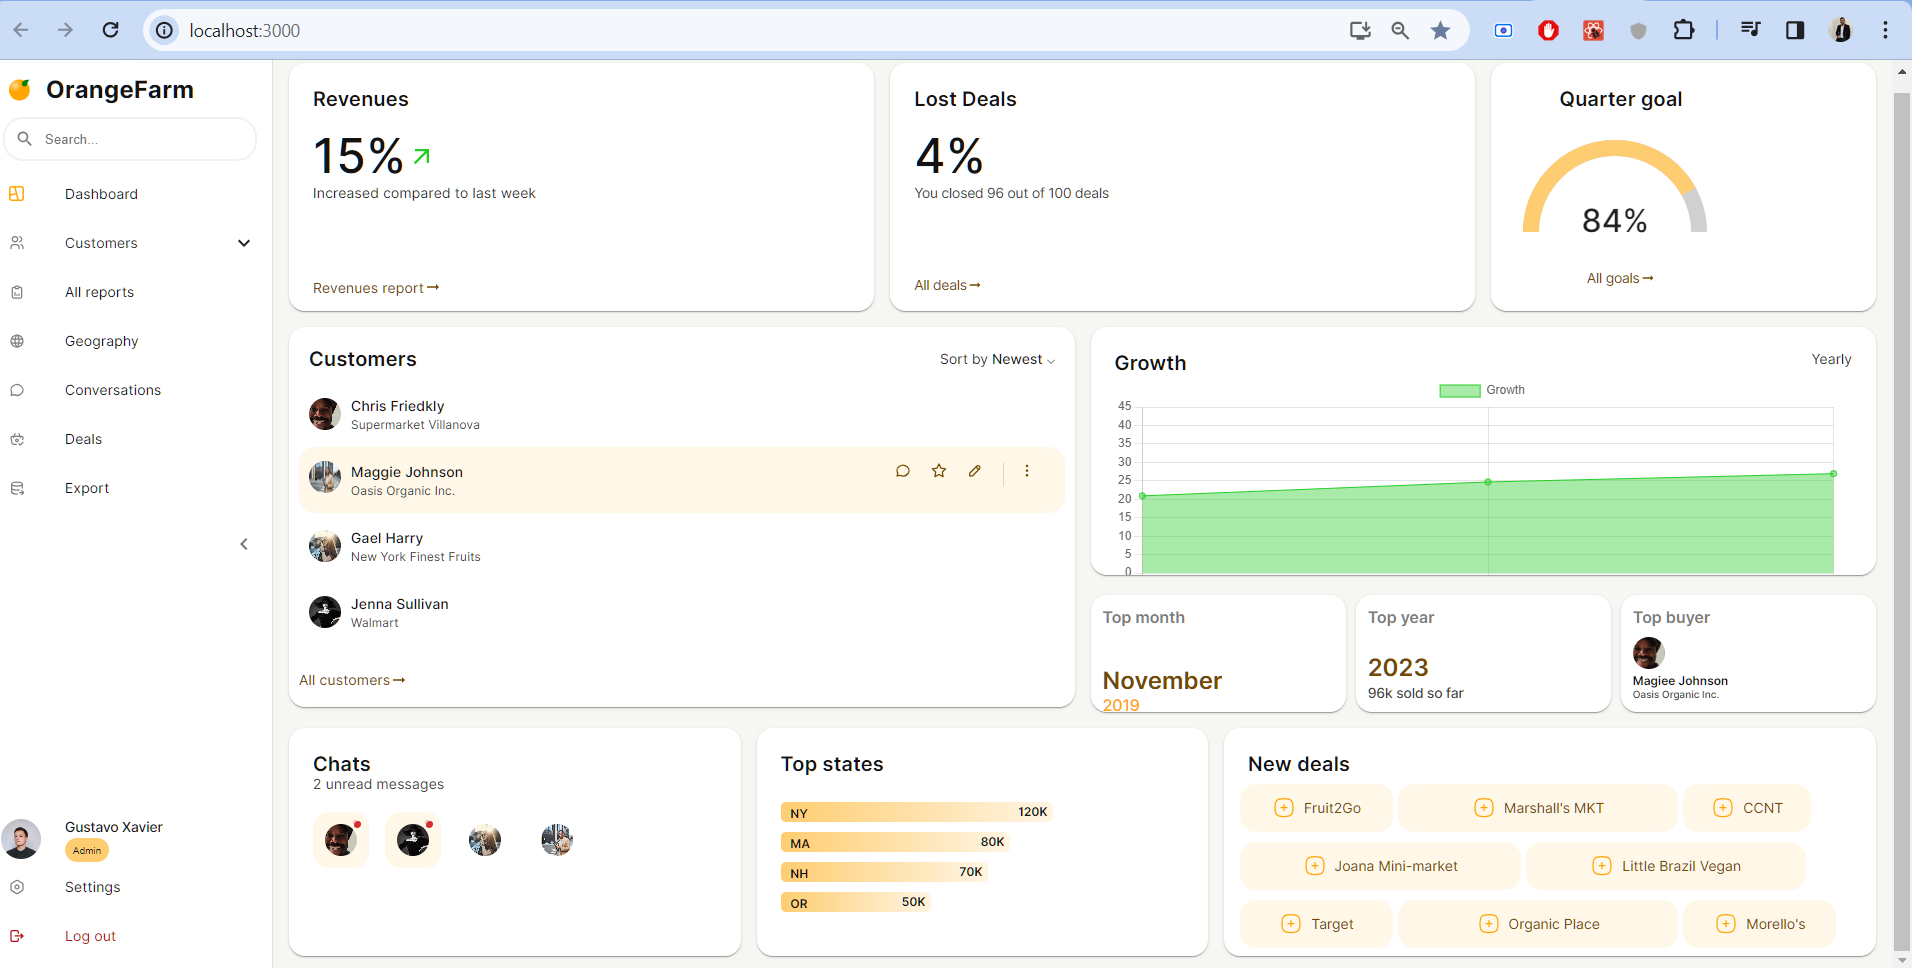 localhost:3000
OrangeFarm
Search...
Dashboard
Customers
All reports
Geography
Conversations
Deals
Export
Gustavo Xavier
Admin
Settings
Log out
Revenues
15%
Increased compared to last week
Revenues report
Lost Deals
4%
You closed 96 out of 100 deals
All deals
Quarter goal
84%
All goals
Customers
Sort by Newest
Chris Friedkly
Supermarket Villanova
Maggie Johnson
Oasis Organic Inc.
Gael Harry
New York Finest Fruits
Jenna Sullivan
Walmart
All customers
Growth
Yearly
Growth
45
40
35
30
25
20
15
10
5
0
Top month
November
2019
Top year
2023
96k sold so far
Top buyer
Magiee Johnson
Oasis Organic Inc.
Chats
2 unread messages
Top states
NY 120K
MA 80K
NH 70K
OR 50K
New deals
Fruit2Go Marshall's MKT CCNT
Joana Mini-market Little Brazil Vegan
Target Organic Place Morello's